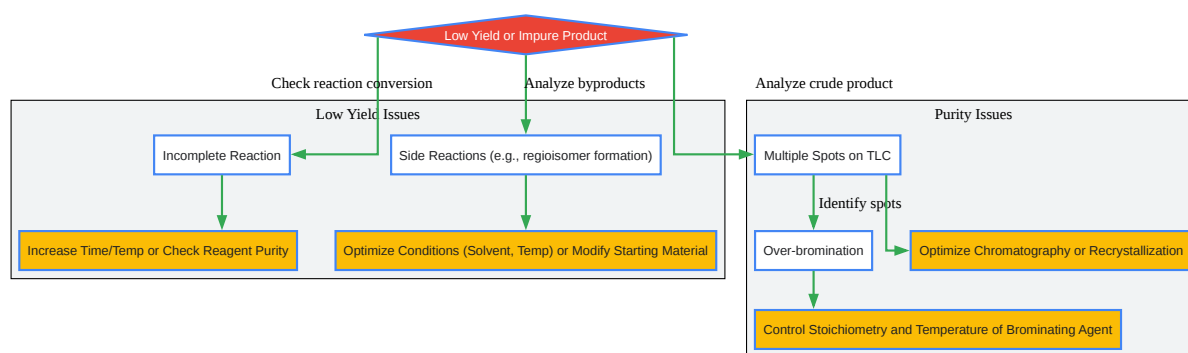 Low Yield or Impure Product
Check reaction conversion
Analyze byproducts
Analyze crude product
Low Yield Issues
Purity Issues
Incomplete Reaction
Side Reactions (e.g., regioisomer formation)
Multiple Spots on TLC
Identify spots
Increase Time/Temp or Check Reagent Purity
Optimize Conditions (Solvent, Temp) or Modify Starting Material
Over-bromination
Optimize Chromatography or Recrystallization
Control Stoichiometry and Temperature of Brominating Agent